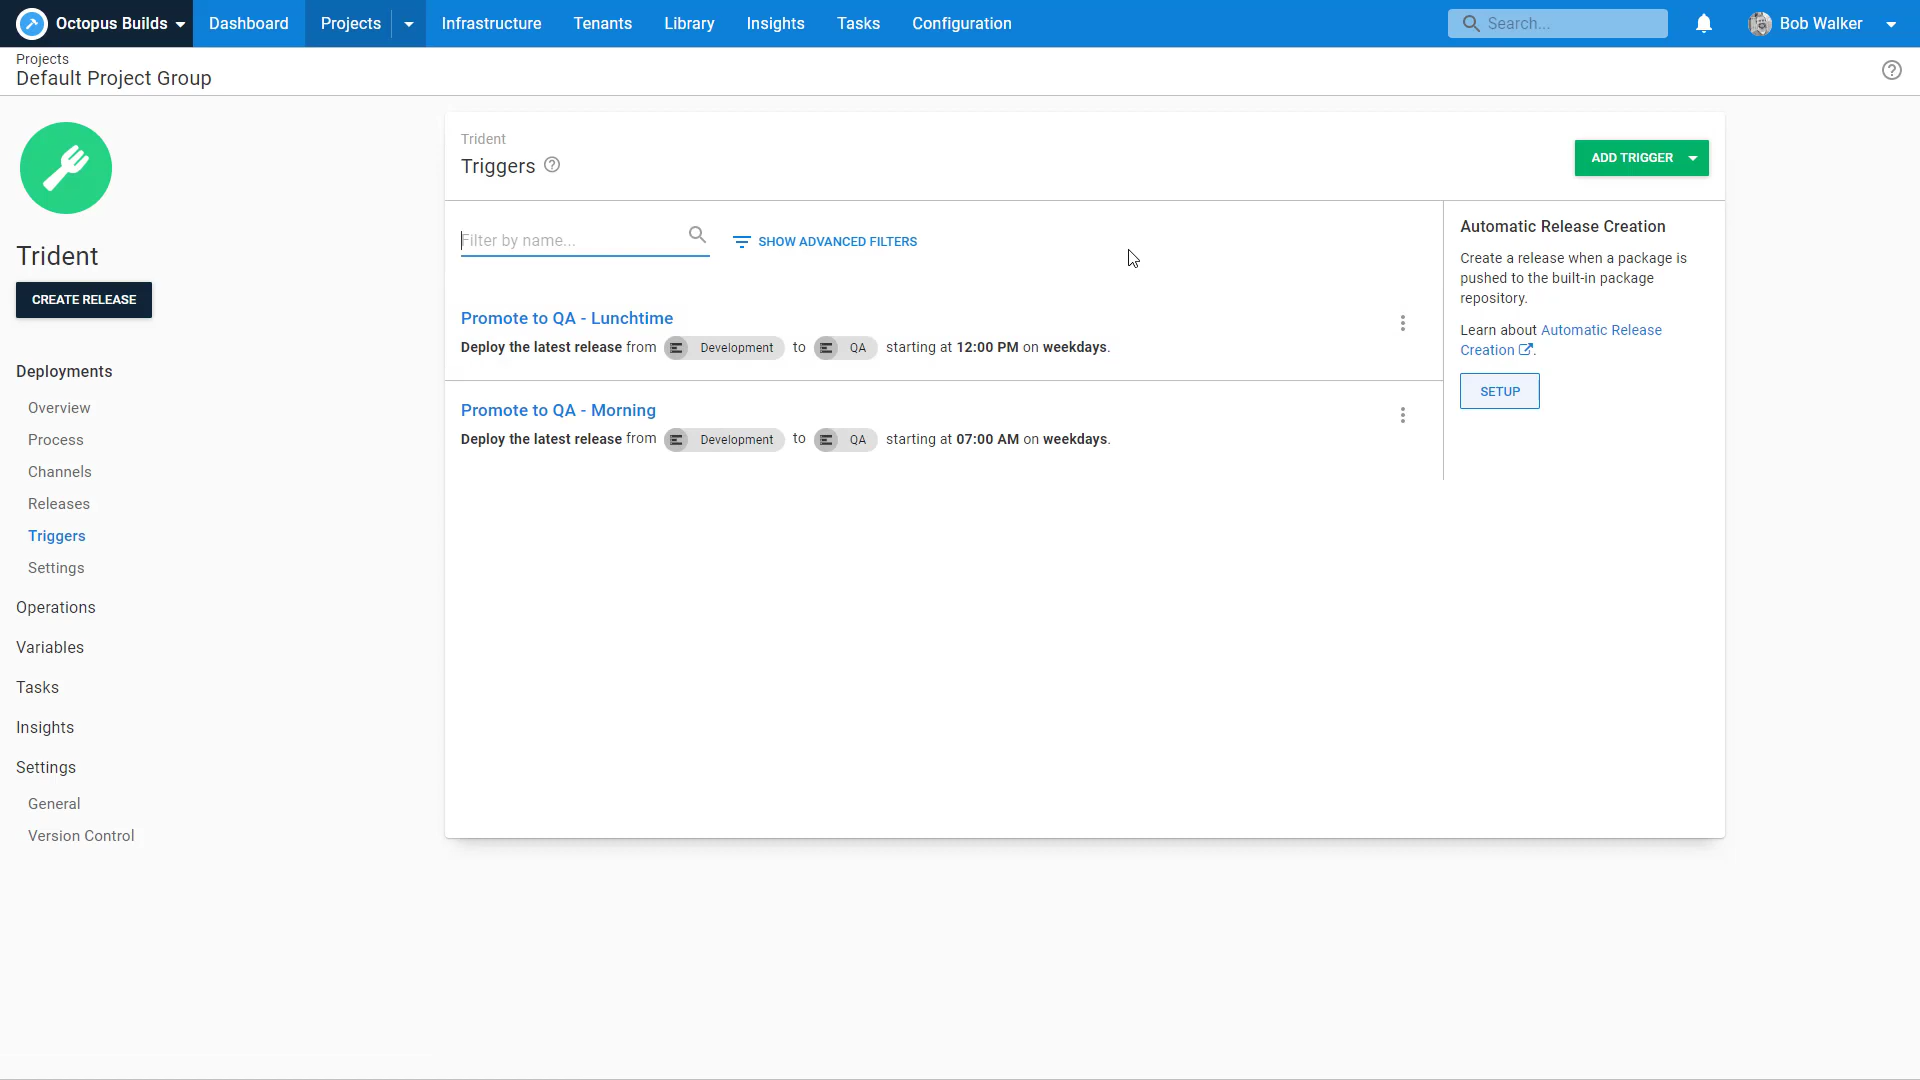 Octopus Builds
Dashboard
Projects
Infrastructure
Tenants
Library
Insights
Tasks
Configuration
Search...
Bob Walker
Projects
Default Project Group
Trident
CREATE RELEASE
Deployments
Overview
Process
Channels
Releases
Triggers
Settings
Operations
Variables
Tasks
Insights
Settings
General
Version Control
Trident
Triggers
ADD TRIGGER
Filter by name...
SHOW ADVANCED FILTERS
Promote to QA - Lunchtime
Deploy the latest release from Development to QA starting at 12:00 PM on weekdays.
Promote to QA - Morning
Deploy the latest release from Development to QA starting at 07:00 AM on weekdays.
Automatic Release Creation
Create a release when a package is
pushed to the built-in package
repository.
Learn about Automatic Release
Creation.
SETUP